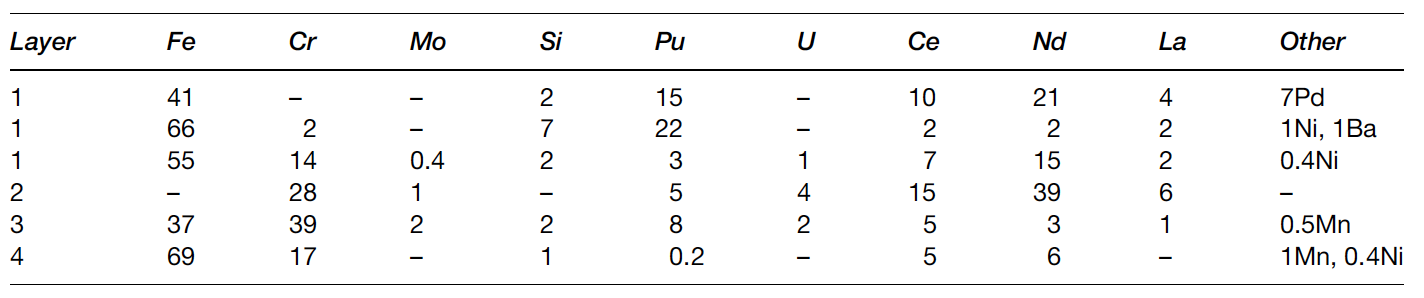 Layer Fe Cr Mo Si Pu U Ce Nd La Other
1 41 – – 2 15 – 10 21 4 7Pd
1 66 2 – 7 22 – 2 2 2 1Ni, 1Ba
1 55 14 0.4 2 3 1 7 15 2 0.4Ni
2 – 28 1 – 5 4 15 39 6 –
3 37 39 2 2 8 2 5 3 1 0.5Mn
4 69 17 – 1 0.2 – 5 6 – 1Mn, 0.4Ni